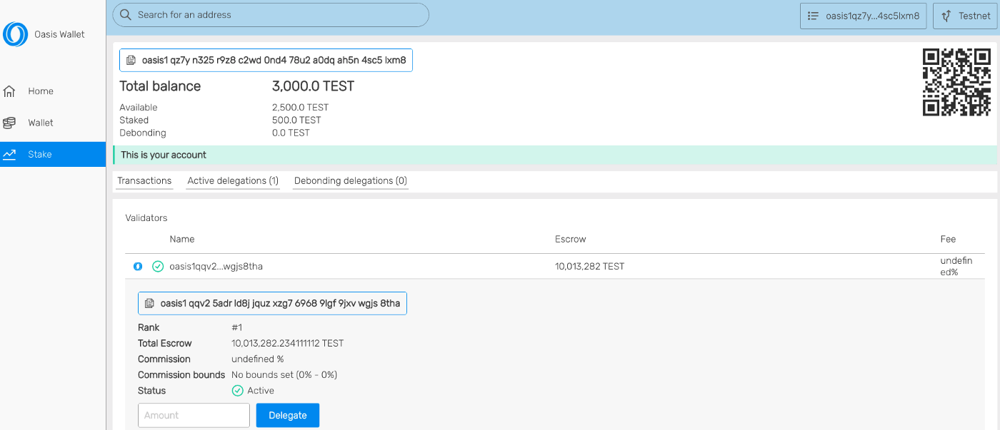 Search for an address
oasis1qz7y...4sc5lxm8
Testnet
Oasis Wallet
Home
Wallet
Stake
oasis1 qz7y n325 r9z8 c2wd 0nd4 78u2 a0dq ah5n 4sc5 lxm8
Total balance 3,000.0 TEST
Available 2,500.0 TEST
Staked 500.0 TEST
Debonding 0.0 TEST
This is your account
Transactions Active delegations (1) Debonding delegations (0)
Validators
Name Escrow Fee
oasis1qqv2...wgjs8tha 10,013,282 TEST undefin
ed%
oasis1 qqv2 5adr ld8j jquz xzg7 6968 9lgf 9jxv wgjs 8tha
Rank #1
Total Escrow 10,013,282.234111112 TEST
Commission undefined %
Commission bounds No bounds set (0% - 0%)
Status Active
Amount Delegate